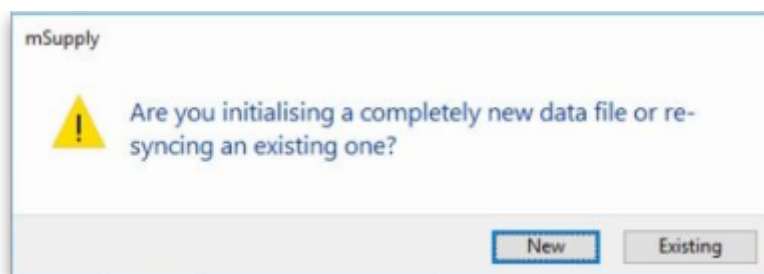 mSupply
Are you initialising a completely new data file or re-
syncing an existing one?
New
Existing